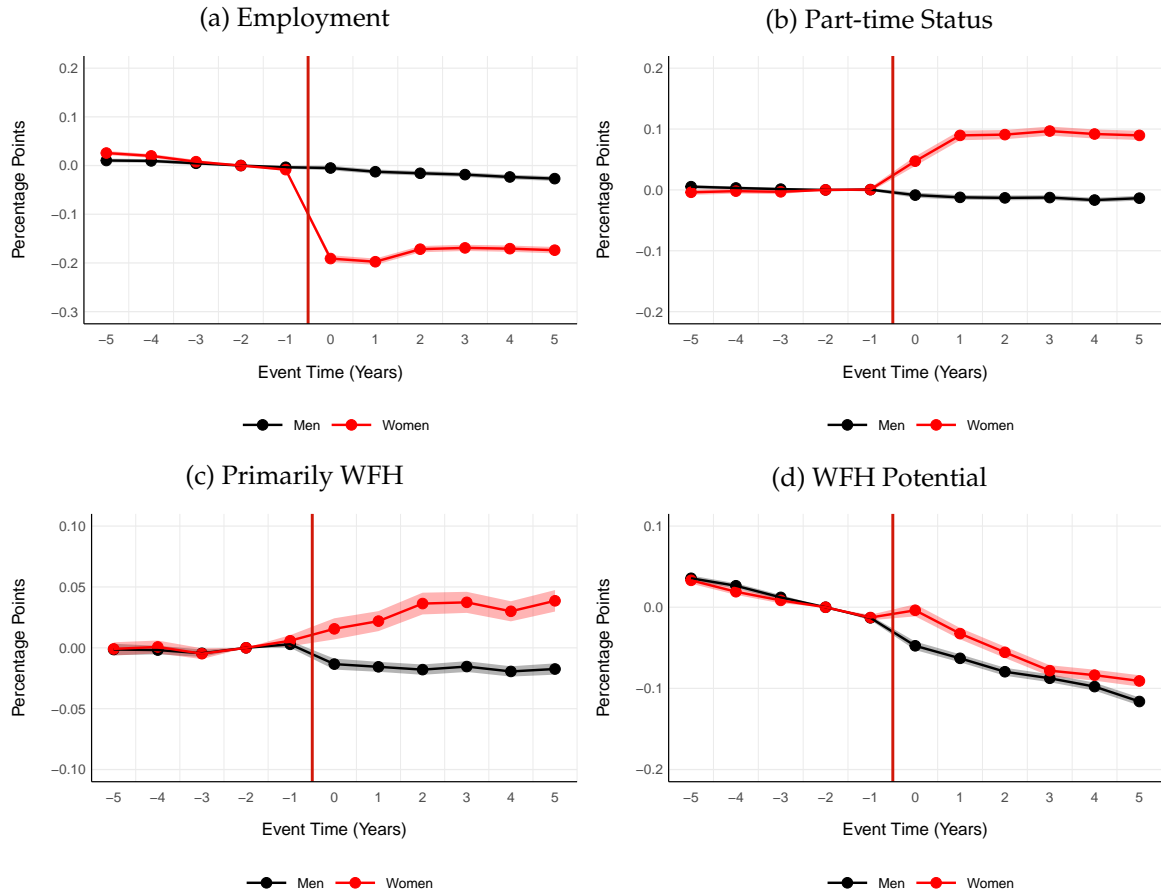 (a) Employment
0.2
0.1
0.0
−0.1
−0.2
−0.3
Percentage Points
−5 −4 −3 −2 −1 0 1 2 3 4 5
Event Time (Years)
Men Women
(b) Part-time Status
0.2
0.1
0.0
−0.1
−0.2
Percentage Points
−5 −4 −3 −2 −1 0 1 2 3 4 5
Event Time (Years)
Men Women
(c) Primarily WFH
0.10
0.05
0.00
−0.05
−0.10
Percentage Points
−5 −4 −3 −2 −1 0 1 2 3 4 5
Event Time (Years)
Men Women
(d) WFH Potential
0.1
0.0
−0.1
−0.2
Percentage Points
−5 −4 −3 −2 −1 0 1 2 3 4 5
Event Time (Years)
Men Women